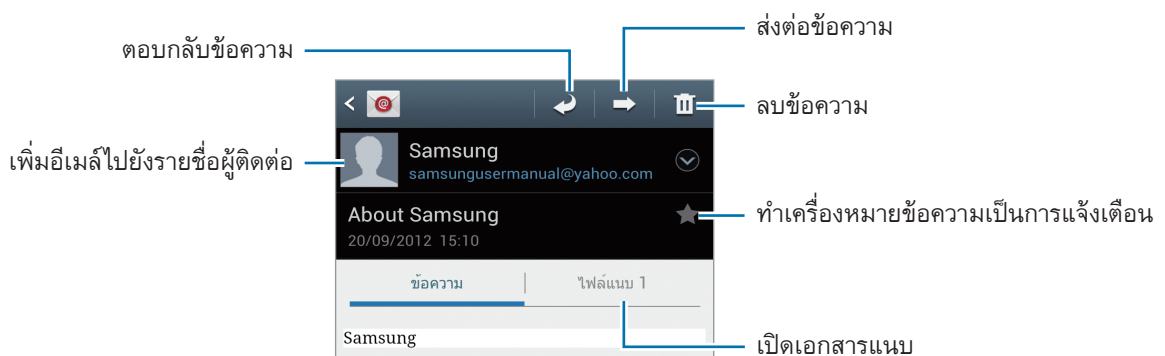 ส่งต่อข้อความ
ตอบกลับข้อความ
ลบข้อความ
เพิ่มอีเมล์ไปยังรายชื่อผู้ติดต่อ
Samsung
samsungusermanual@yahoo.com
About Samsung
20/09/2012 15:10
ทำเครื่องหมายข้อความเป็นการแจ้งเตือน
ข้อความ
ไฟล์แนบ 1
Samsung
เปิดเอกสารแนบ